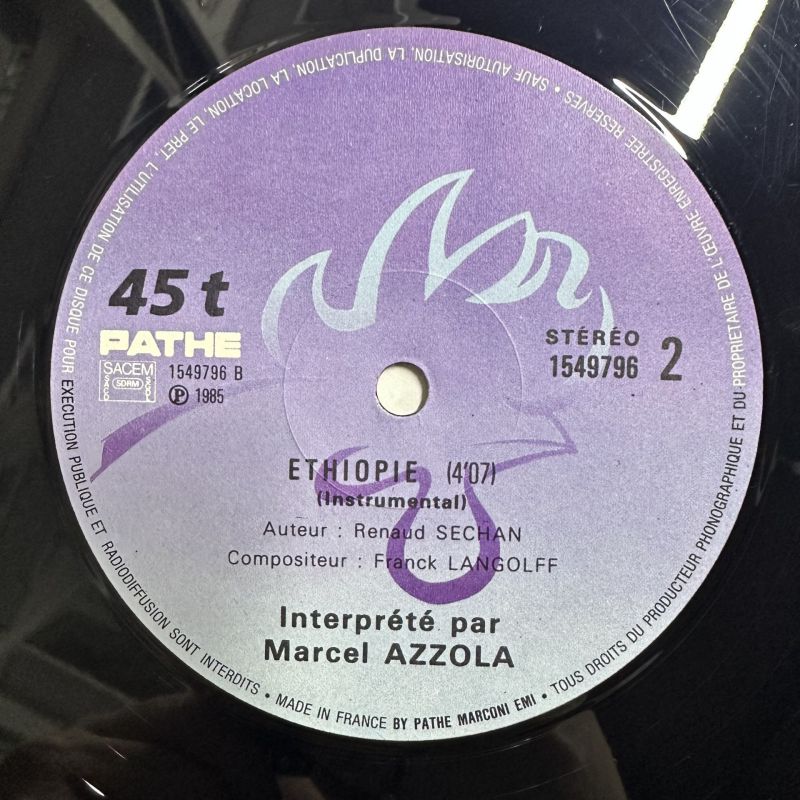 45 t
PATHE
SACEM
SDRM
SACD
SGDL
1549796 B
Ⓟ 1985
STÉRÉO
1549796
2
ETHIOPIE (4'07)
(Instrumental)
Auteur : Renaud SECHAN
Compositeur : Franck LANGOLFF
Interprété par
Marcel AZZOLA
TOUS DROITS DU PRODUCTEUR PHONOGRAPHIQUE ET DU PROPRIETAIRE DE L'ŒUVRE ENREGISTREE RESERVES • SAUF AUTORISATION, LA DUPLICATION, LA LOCATION, LE PRET, L'UTILISATION DE CE DISQUE POUR EXECUTION PUBLIQUE ET RADIODIFFUSION SONT INTERDITS • MADE IN FRANCE BY PATHE MARCONI EMI •